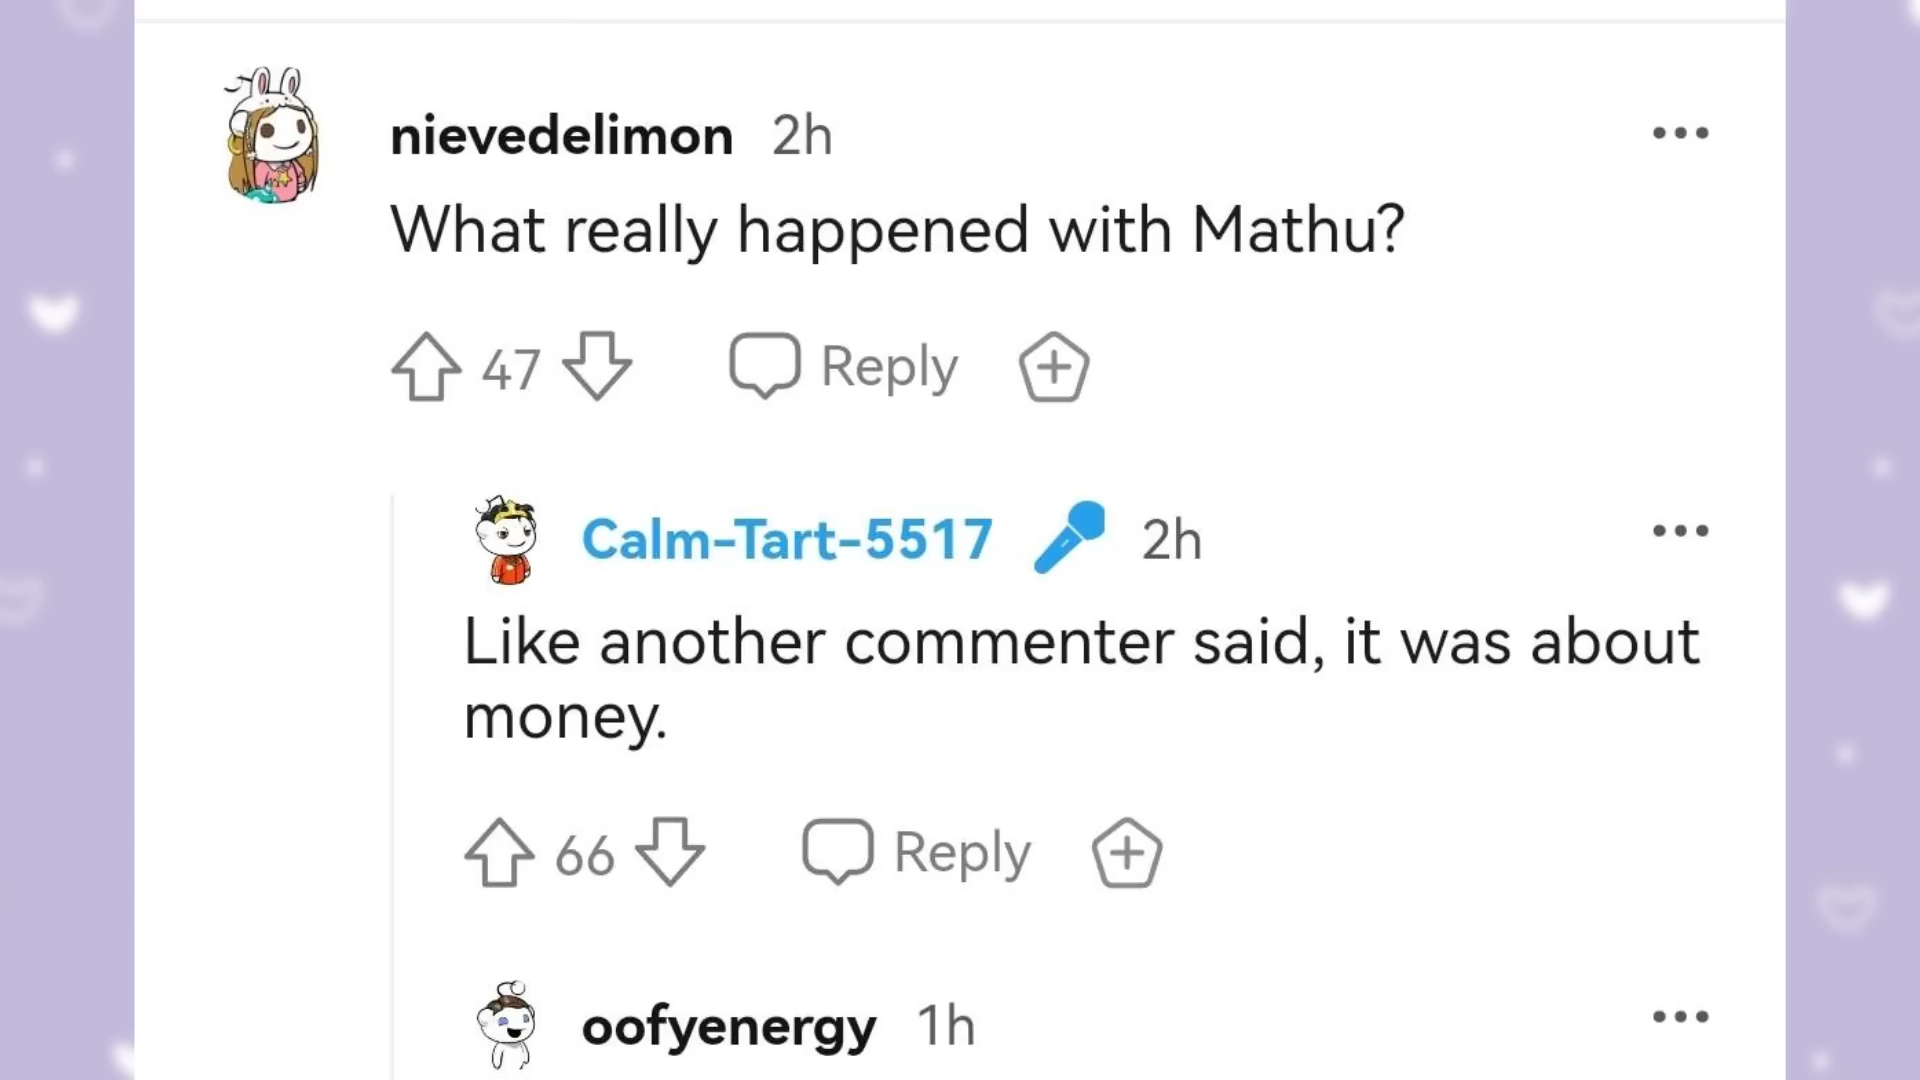 nievedelimon 2h
What really happened with Mathu?
47 Reply
Calm-Tart-5517 2h
Like another commenter said, it was about
money.
66 Reply
oofyenergy 1h